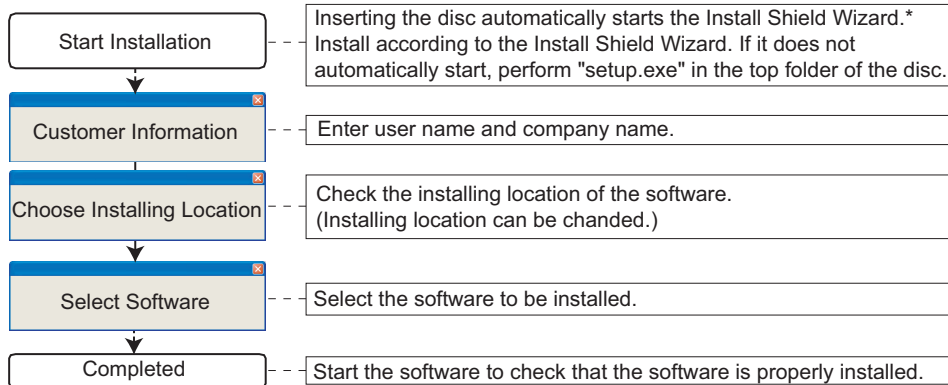 Start Installation
Inserting the disc automatically starts the Install Shield Wizard.*
Install according to the Install Shield Wizard. If it does not
automatically start, perform "setup.exe" in the top folder of the disc.
Customer Information
Enter user name and company name.
Choose Installing Location
Check the installing location of the software.
(Installing location can be chanded.)
Select Software
Select the software to be installed.
Completed
Start the software to check that the software is properly installed.